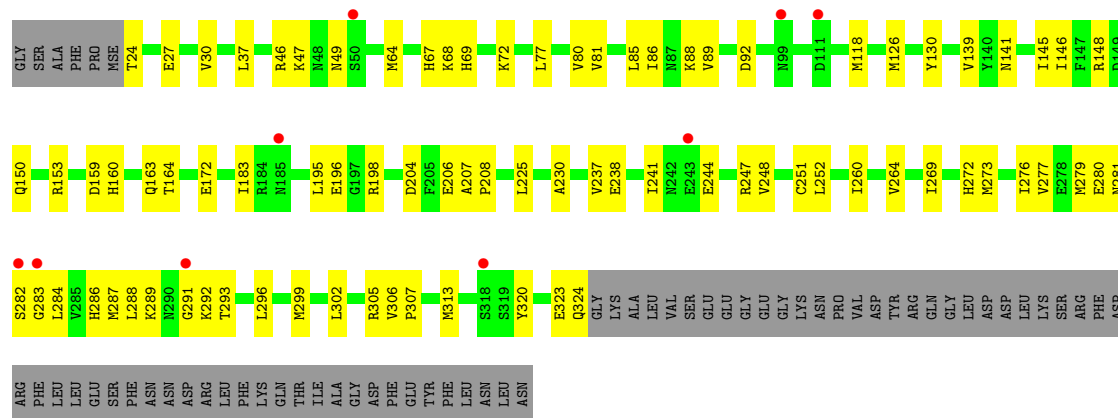 GLY SER ALA PHE PRO MSE T24 E27 V30 L37 R46 K47 N48 N49 S50 M64 H67 K68 H69 K72 L77 V80 V81 L85 I86 N87 K88 V89 D92 N99 D111 M118 M126 Y130 V139 Y140 N141 I145 I146 F147 R148 D149
Q150 R153 D159 H160 Q163 T164 E172 I183 R184 N185 L195 E196 G197 R198 D204 F205 E206 A207 P208 L225 A230 V237 E238 I241 N242 E243 E244 R247 V248 C251 L252 I260 V264 I269 H272 M273 I276 V277 E278 M279 E280 N281
S282 G283 L284 V285 H286 M287 L288 K289 N290 G291 K292 T293 L296 M299 L302 R305 V306 P307 M313 S318 S319 Y320 E323 Q324 GLY LYS ALA LEU VAL SER GLU GLU GLY GLU GLY LYS ASN PRO VAL ASP TYR ARG GLN GLY LEU ASP ASP LEU LYS SER ARG PHE ASP
ARG PHE LEU LEU GLU SER PHE ASN ASN ASP ARG LEU PHE LYS GLN THR ILE ALA GLY ASP PHE GLU TYR PHE LEU ASN LEU ASN